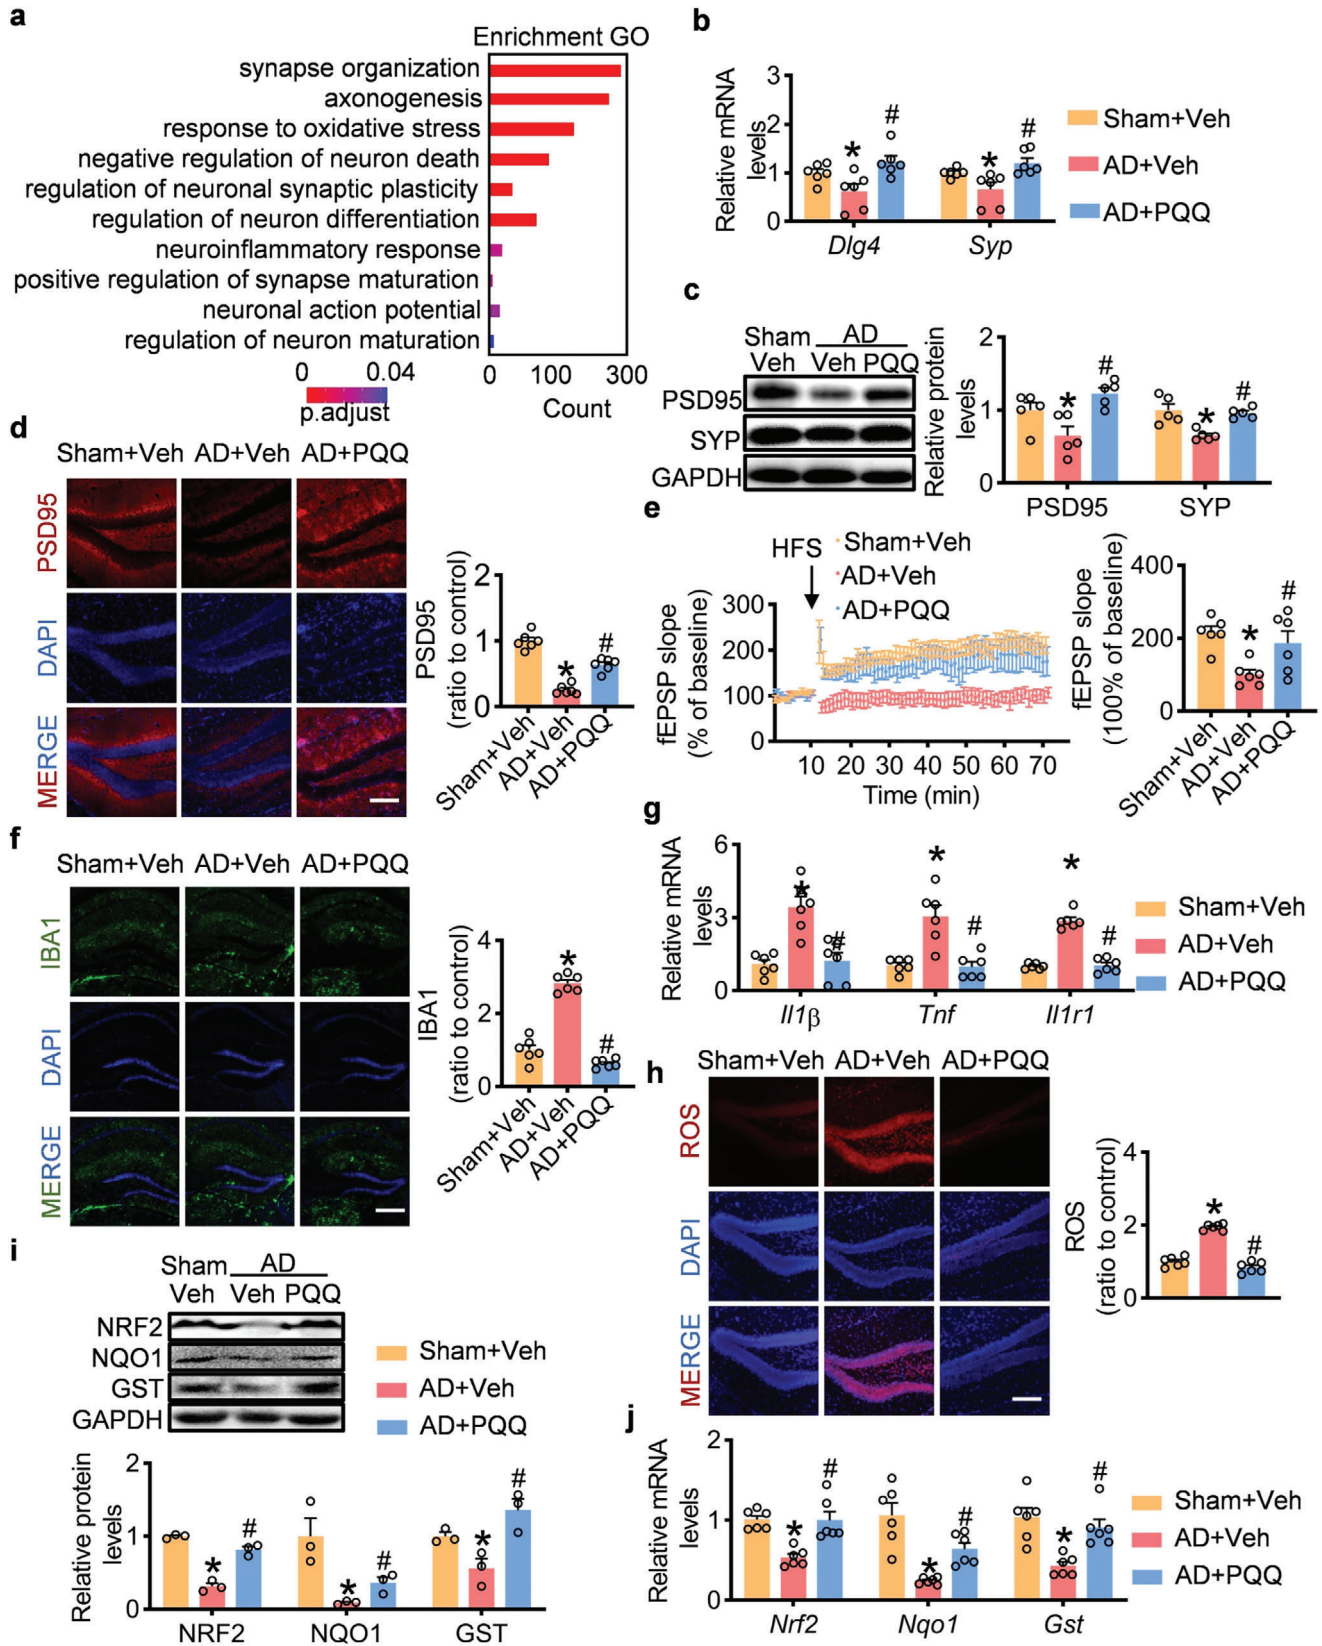 a
Enrichment GO
synapse organization
axonogenesis
response to oxidative stress
negative regulation of neuron death
regulation of neuronal synaptic plasticity
regulation of neuron differentiation
neuroinflammatory response
positive regulation of synapse maturation
neuronal action potential
regulation of neuron maturation
0 100 300
Count
0 0.04
p.adjust
b
Relative mRNA
levels
3
2
1
0
* # * #
Dlg4 Syp
Sham+Veh
AD+Veh
AD+PQQ
c
Sham AD
Veh Veh PQQ
PSD95
SYP
GAPDH
Relative protein
levels
2
1
0
* # * #
PSD95 SYP
d
Sham+Veh AD+Veh AD+PQQ
PSD95
DAPI
MERGE
PSD95
(ratio to control)
2
1
0
* #
Sham+Veh
AD+Veh
AD+PQQ
e
HFS
Sham+Veh
AD+Veh
AD+PQQ
fEPSP slope
(% of baseline)
300
200
100
0
10 20 30 40 50 60 70
Time (min)
fEPSP slope
(100% of baseline)
400
200
0
* #
Sham+Veh
AD+Veh
AD+PQQ
f
Sham+Veh AD+Veh AD+PQQ
IBA1
DAPI
MERGE
IBA1
(ratio to control)
4
2
0
* #
Sham+Veh
AD+Veh
AD+PQQ
g
Relative mRNA
levels
6
3
0
* # * # * #
Il1β Tnf Il1r1
Sham+Veh
AD+Veh
AD+PQQ
h
Sham+Veh AD+Veh AD+PQQ
ROS
DAPI
MERGE
ROS
(ratio to control)
4
2
0
* #
i
Sham AD
Veh Veh PQQ
NRF2
NQO1
GST
GAPDH
Sham+Veh
AD+Veh
AD+PQQ
Relative protein
levels
2
1
0
* # * # * #
NRF2 NQO1 GST
j
Relative mRNA
levels
2
1
0
* # * # * #
Nrf2 Nqo1 Gst
Sham+Veh
AD+Veh
AD+PQQ